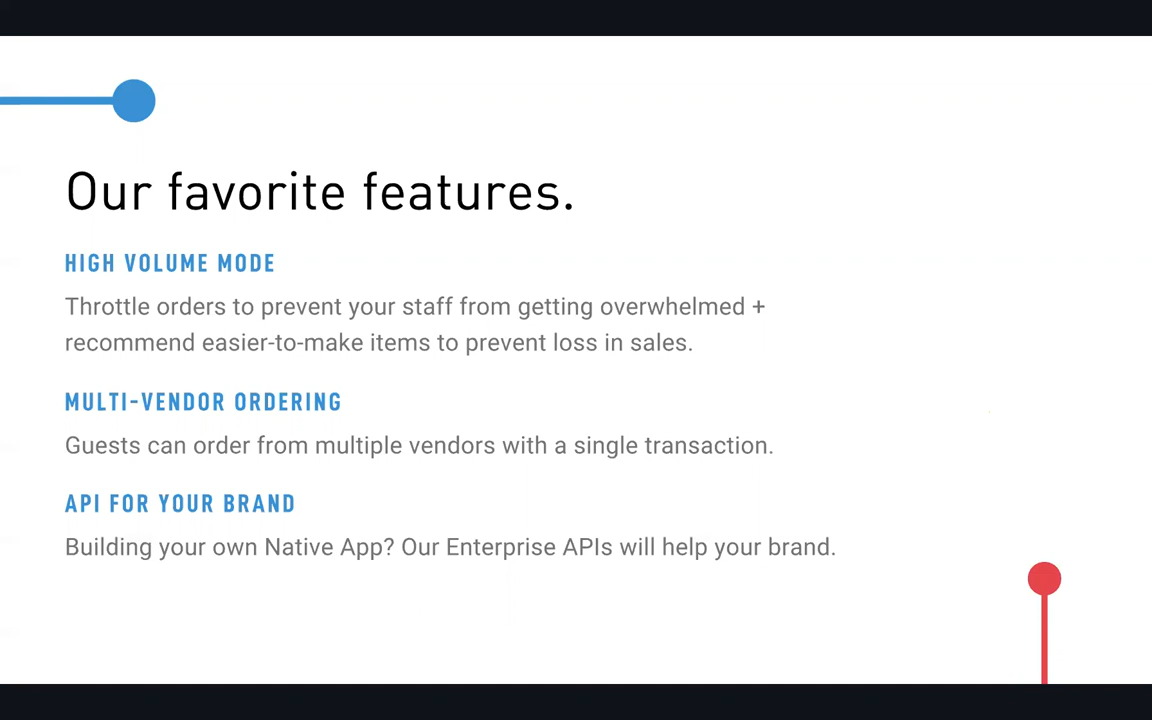 Our favorite features.
HIGH VOLUME MODE
Throttle orders to prevent your staff from getting overwhelmed +
recommend easier-to-make items to prevent loss in sales.
MULTI-VENDOR ORDERING
Guests can order from multiple vendors with a single transaction.
API FOR YOUR BRAND
Building your own Native App? Our Enterprise APIs will help your brand.